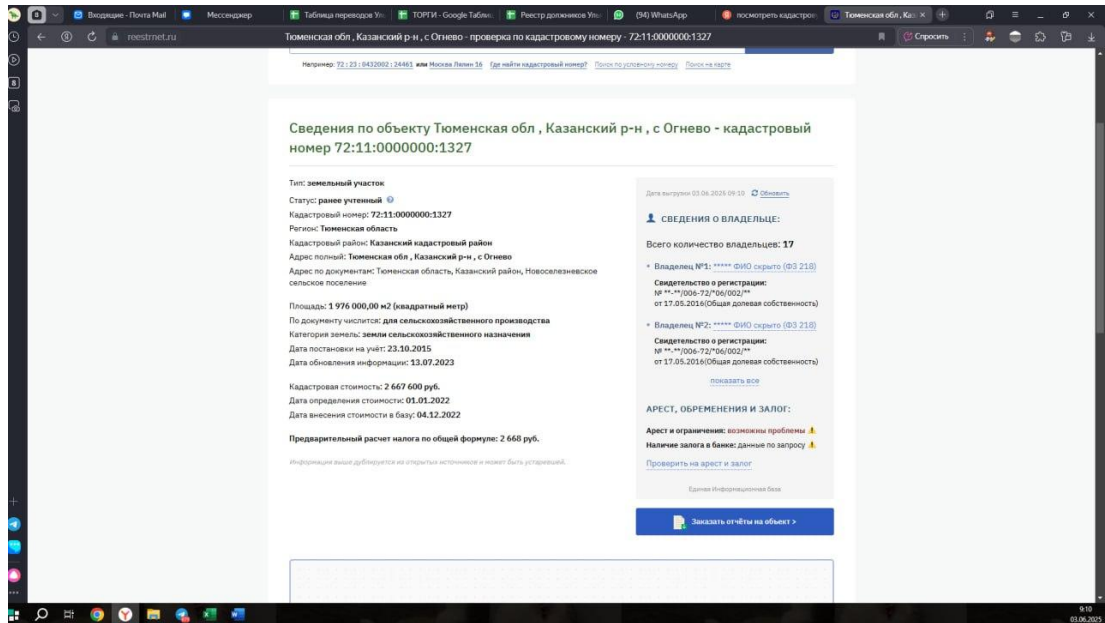 Входящие - Почта Mail
Мессенджер
Таблица переводов Ул
ТОРГИ - Google Табли
Реестр должников Ул
(94) WhatsApp
посмотреть кадастров
Тюменская обл , Ка
reestrnet.ru
Тюменская обл , Казанский р-н , с Огнево - проверка по кадастровому номеру - 72:11:0000000:1327
Спросить
Например: 72 : 23 : 0432002 : 24461 или Москва Лялин 16 Где найти кадастровый номер? Поиск по условному номеру Поиск на карте
Сведения по объекту Тюменская обл , Казанский р-н , с Огнево - кадастровый
номер 72:11:0000000:1327
Тип: земельный участок
Статус: ранее учтенный
Кадастровый номер: 72:11:0000000:1327
Регион: Тюменская область
Кадастровый район: Казанский кадастровый район
Адрес полный: Тюменская обл , Казанский р-н , с Огнево
Адрес по документам: Тюменская область, Казанский район, Новоселезневское
сельское поселение
Площадь: 1 976 000,00 м2 (квадратный метр)
По документу числится: для сельскохозяйственного производства
Категория земель: земли сельскохозяйственного назначения
Дата постановки на учёт: 23.10.2015
Дата обновления информации: 13.07.2023
Кадастровая стоимость: 2 667 600 руб.
Дата определения стоимости: 01.01.2022
Дата внесения стоимости в базу: 04.12.2022
Предварительный расчет налога по общей формуле: 2 668 руб.
Информация выше дублируется из открытых источников и может быть устаревшей.
Дата выгрузки 03.06.2025 09:10 Обновить
СВЕДЕНИЯ О ВЛАДЕЛЬЦЕ:
Всего количество владельцев: 17
Владелец №1: ***** ФИО скрыто (ФЗ 218)
Свидетельство о регистрации:
№ **-**/006-72/*06/002/**
от 17.05.2016(Общая долевая собственность)
Владелец №2: ***** ФИО скрыто (ФЗ 218)
Свидетельство о регистрации:
№ **-**/006-72/*06/002/**
от 17.05.2016(Общая долевая собственность)
показать все
АРЕСТ, ОБРЕМЕНЕНИЯ И ЗАЛОГ:
Арест и ограничения: возможны проблемы
Наличие залога в банке: данные по запросу
Проверить на арест и залог
Единая Информационная база
Заказать отчёты на объект >
9:10
03.06.2025